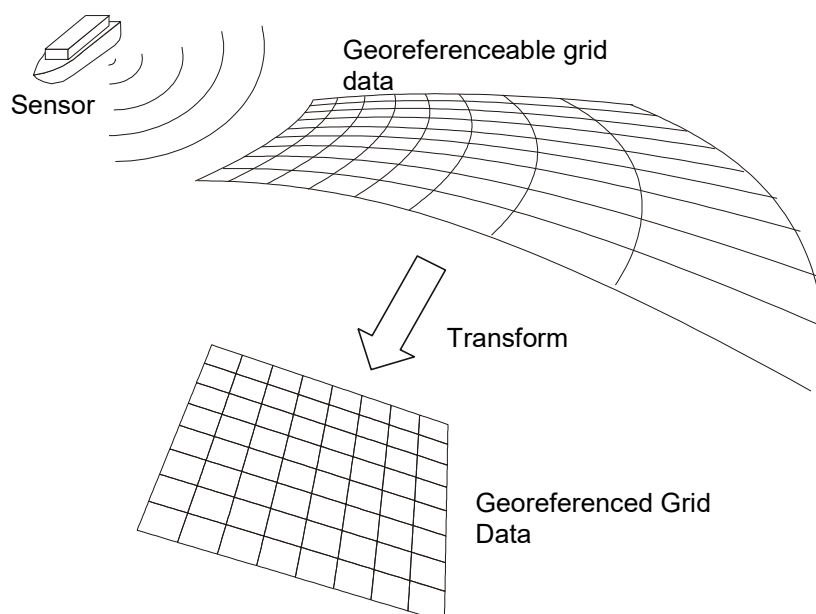 Georeferenceable grid
data
Sensor
Transform
Georeferenced Grid
Data